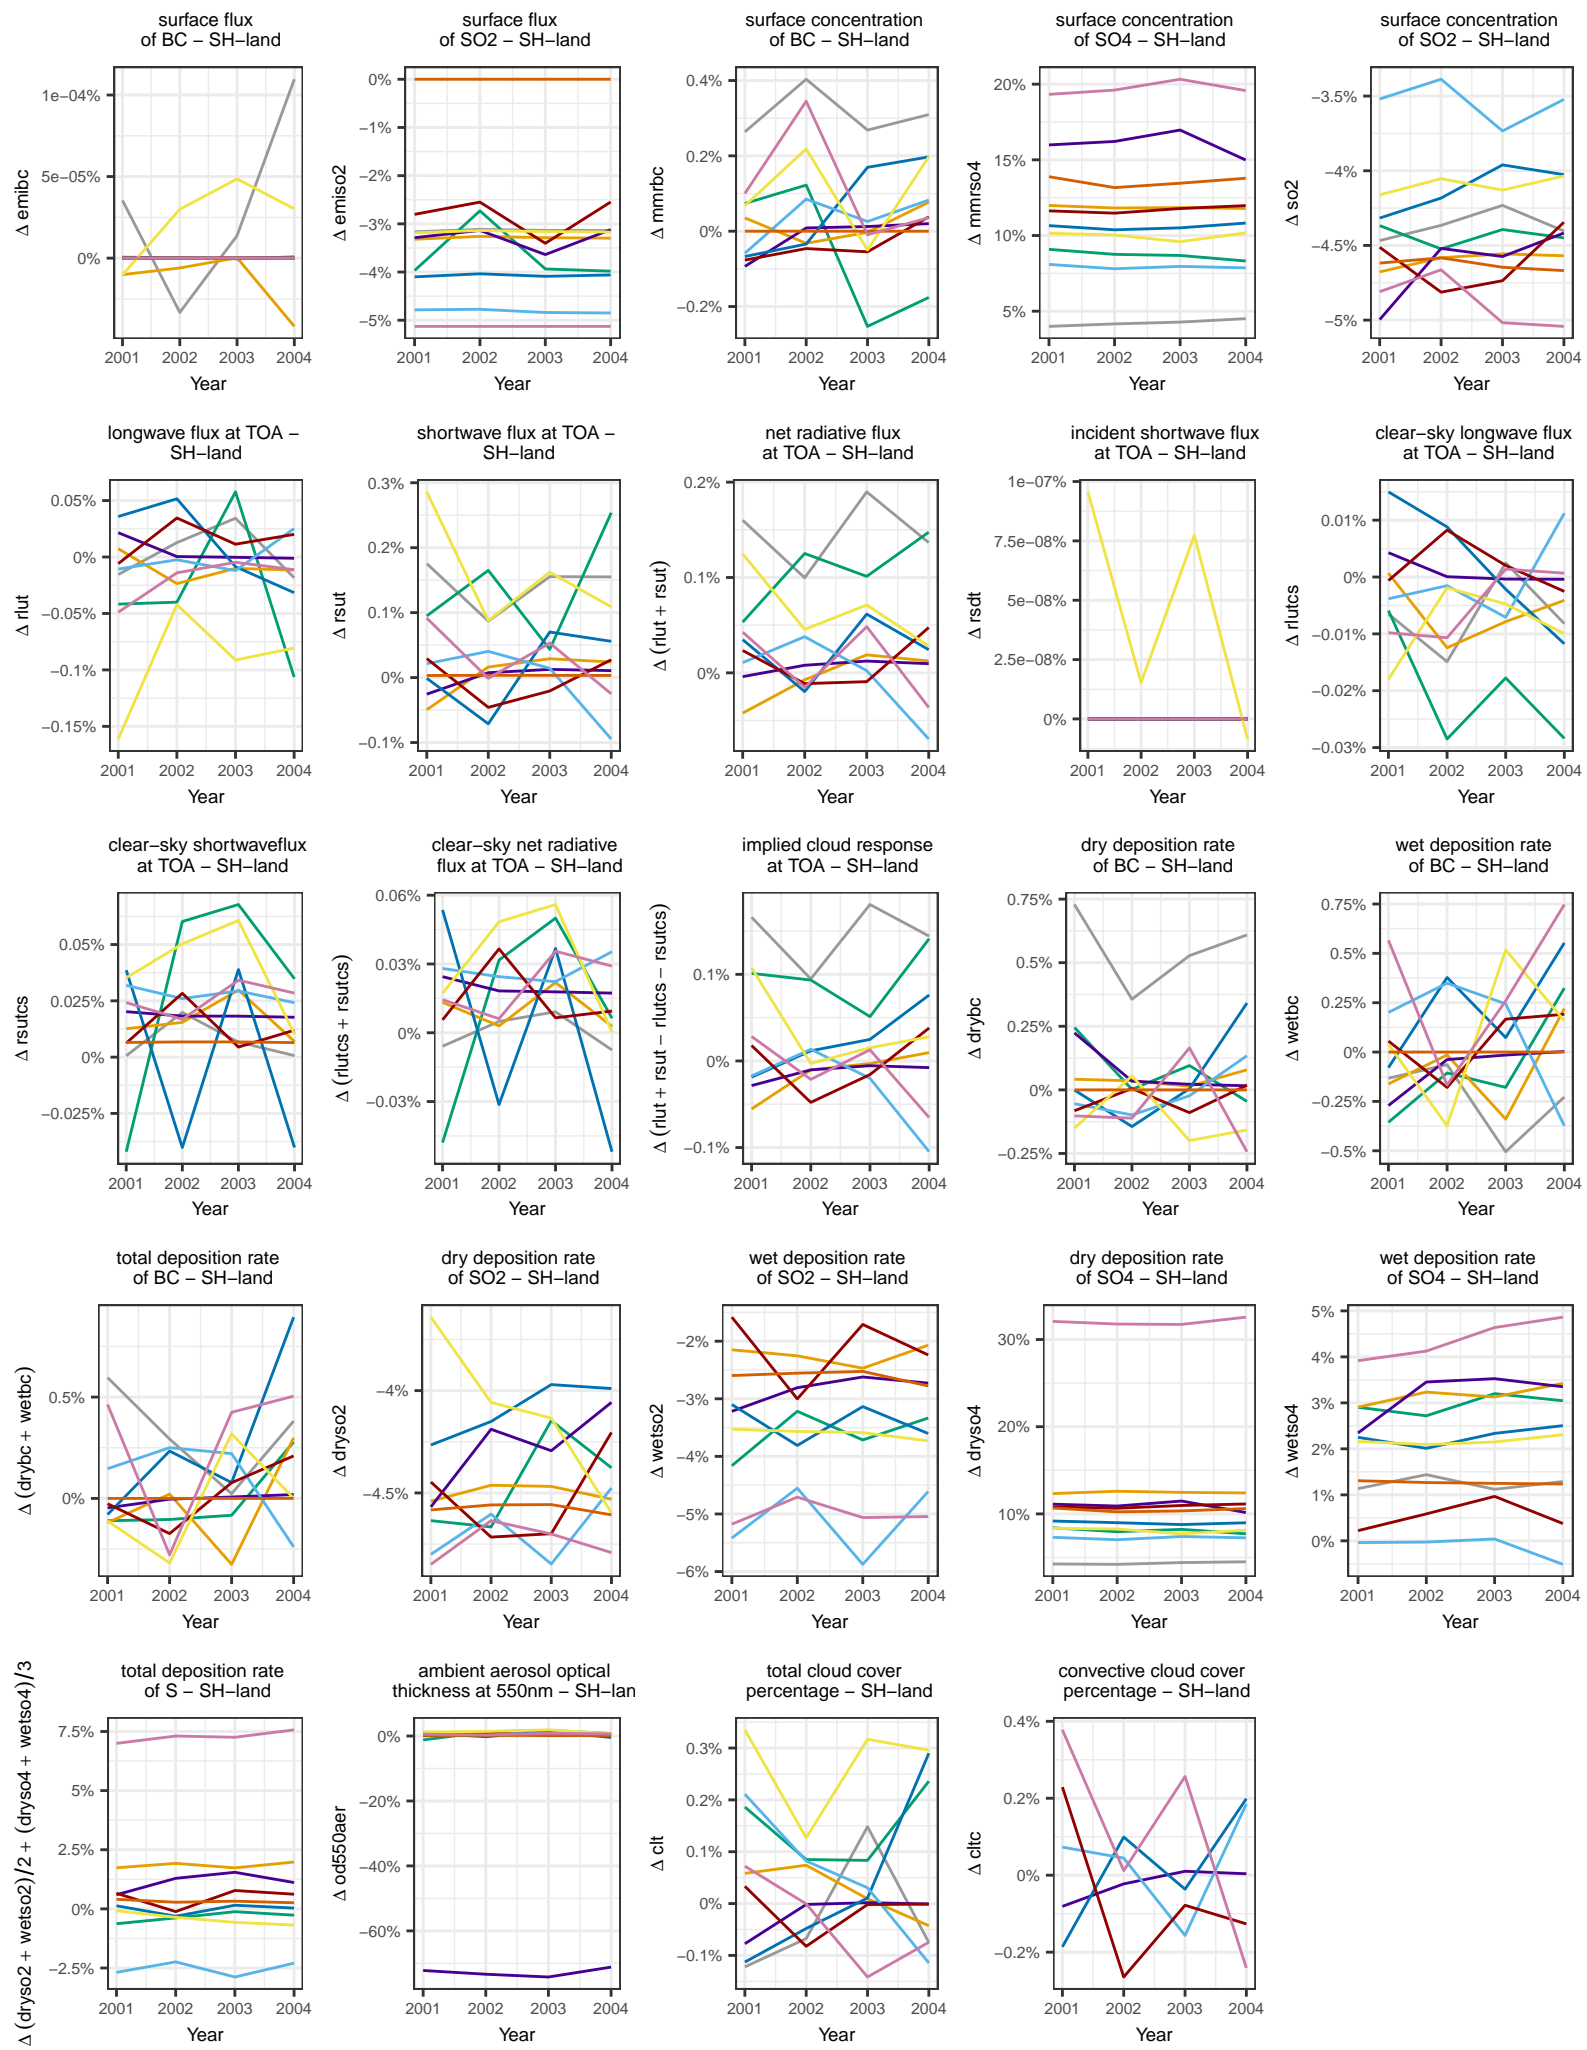 surface flux
of BC − SH−land
surface flux
of SO2 − SH−land
surface concentration
of BC − SH−land
surface concentration
of SO4 − SH−land
surface concentration
of SO2 − SH−land
Δ emibc
1e−04%
5e−05%
0%
2001 2002 2003 2004
Year
Δ emiso2
0%
−1%
−2%
−3%
−4%
−5%
2001 2002 2003 2004
Year
Δ mmrbc
0.4%
0.2%
0%
−0.2%
2001 2002 2003 2004
Year
Δ mmrso4
20%
15%
10%
5%
2001 2002 2003 2004
Year
Δ so2
−3.5%
−4%
−4.5%
−5%
2001 2002 2003 2004
Year
longwave flux at TOA −
SH−land
shortwave flux at TOA −
SH−land
net radiative flux
at TOA − SH−land
incident shortwave flux
at TOA − SH−land
clear−sky longwave flux
at TOA − SH−land
Δ rlut
0.05%
0%
−0.05%
−0.1%
−0.15%
2001 2002 2003 2004
Year
Δ rsut
0.3%
0.2%
0.1%
0%
−0.1%
2001 2002 2003 2004
Year
Δ (rlut + rsut)
0.2%
0.1%
0%
2001 2002 2003 2004
Year
Δ rsdt
1e−07%
7.5e−08%
5e−08%
2.5e−08%
0%
2001 2002 2003 2004
Year
Δ rlutcs
0.01%
0%
−0.01%
−0.02%
−0.03%
2001 2002 2003 2004
Year
clear−sky shortwaveflux
at TOA − SH−land
clear−sky net radiative
flux at TOA − SH−land
implied cloud response
at TOA − SH−land
dry deposition rate
of BC − SH−land
wet deposition rate
of BC − SH−land
Δ rsutcs
0.05%
0.025%
0%
−0.025%
2001 2002 2003 2004
Year
Δ (rlutcs + rsutcs)
0.06%
0.03%
0%
−0.03%
2001 2002 2003 2004
Year
Δ (rlut + rsut − rlutcs − rsutcs)
0.1%
0%
−0.1%
2001 2002 2003 2004
Year
Δ drybc
0.75%
0.5%
0.25%
0%
−0.25%
2001 2002 2003 2004
Year
Δ wetbc
0.75%
0.5%
0.25%
0%
−0.25%
−0.5%
2001 2002 2003 2004
Year
total deposition rate
of BC − SH−land
dry deposition rate
of SO2 − SH−land
wet deposition rate
of SO2 − SH−land
dry deposition rate
of SO4 − SH−land
wet deposition rate
of SO4 − SH−land
Δ (drybc + wetbc)
0.5%
0%
2001 2002 2003 2004
Year
Δ dryso2
−4%
−4.5%
2001 2002 2003 2004
Year
Δ wetso2
−2%
−3%
−4%
−5%
−6%
2001 2002 2003 2004
Year
Δ dryso4
30%
20%
10%
2001 2002 2003 2004
Year
Δ wetso4
5%
4%
3%
2%
1%
0%
2001 2002 2003 2004
Year
total deposition rate
of S − SH−land
ambient aerosol optical
thickness at 550nm − SH−lan
total cloud cover
percentage − SH−land
convective cloud cover
percentage − SH−land
Δ (dryso2 + wetso2)/2 + (dryso4 + wetso4)/3
7.5%
5%
2.5%
0%
−2.5%
2001 2002 2003 2004
Year
Δ od550aer
0%
−20%
−40%
−60%
2001 2002 2003 2004
Year
Δ clt
0.3%
0.2%
0.1%
0%
−0.1%
2001 2002 2003 2004
Year
Δ cltc
0.4%
0.2%
0%
−0.2%
2001 2002 2003 2004
Year